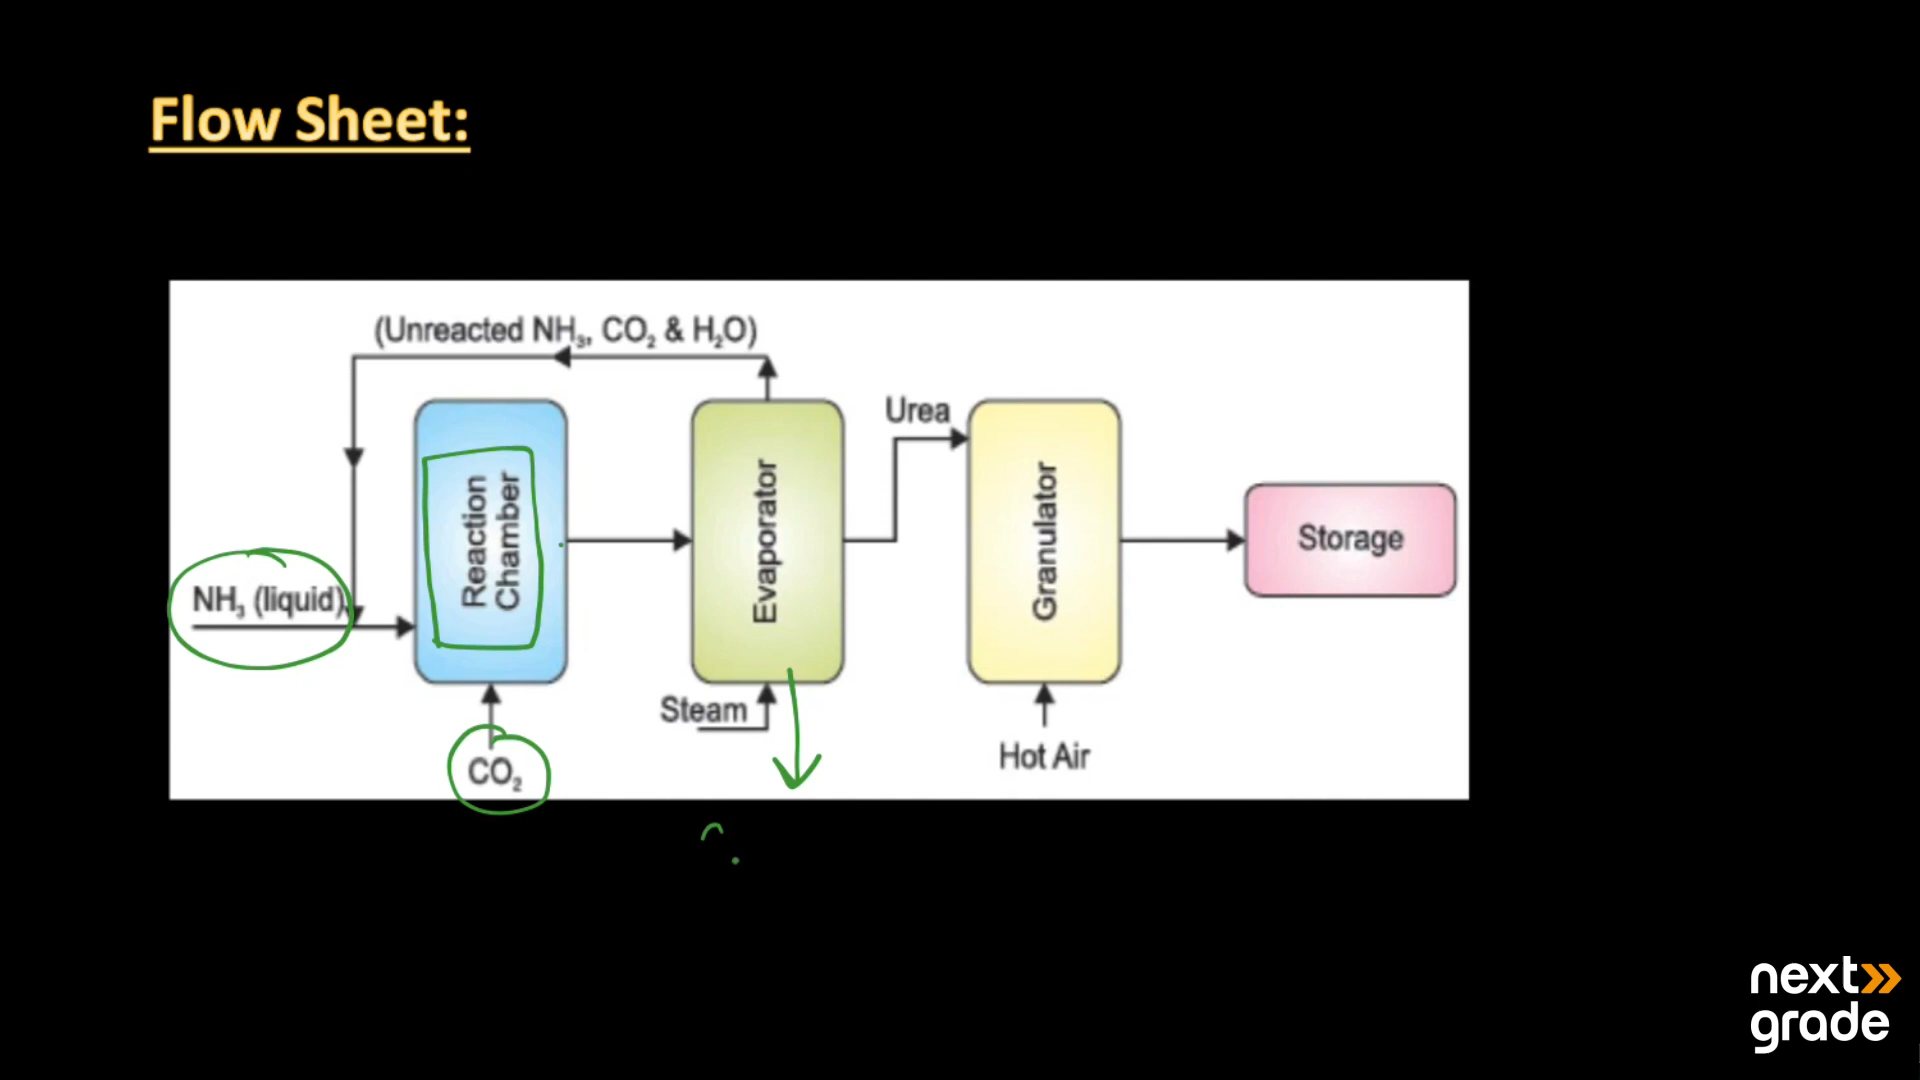 Flow Sheet:
(Unreacted NH₃, CO₂ & H₂O)
Urea
Reaction
Chamber
Evaporator
Granulator
Storage
NH₃ (liquid)
Steam
CO₂
Hot Air
next
grade